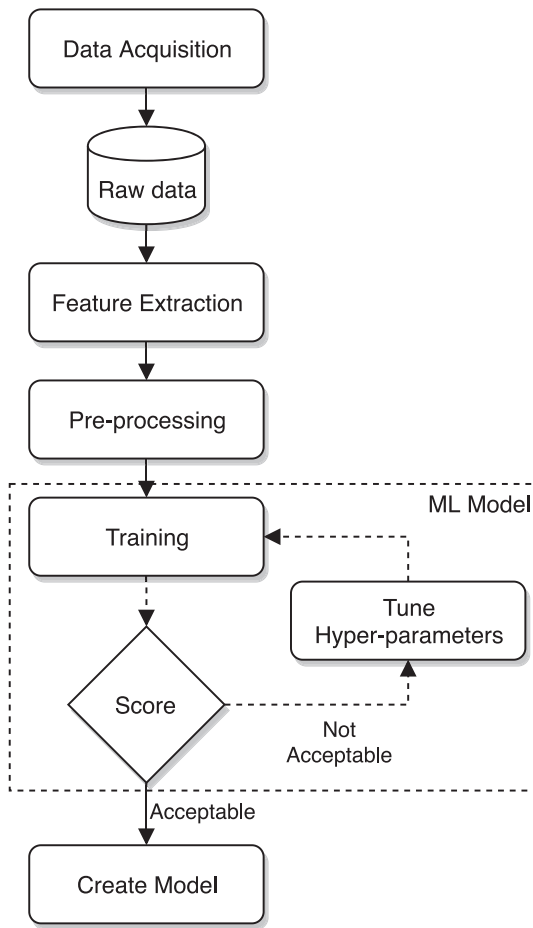 Data Acquisition
Raw data
Feature Extraction
Pre-processing
ML Model
Training
Tune
Hyper-parameters
Score
Not
Acceptable
Acceptable
Create Model